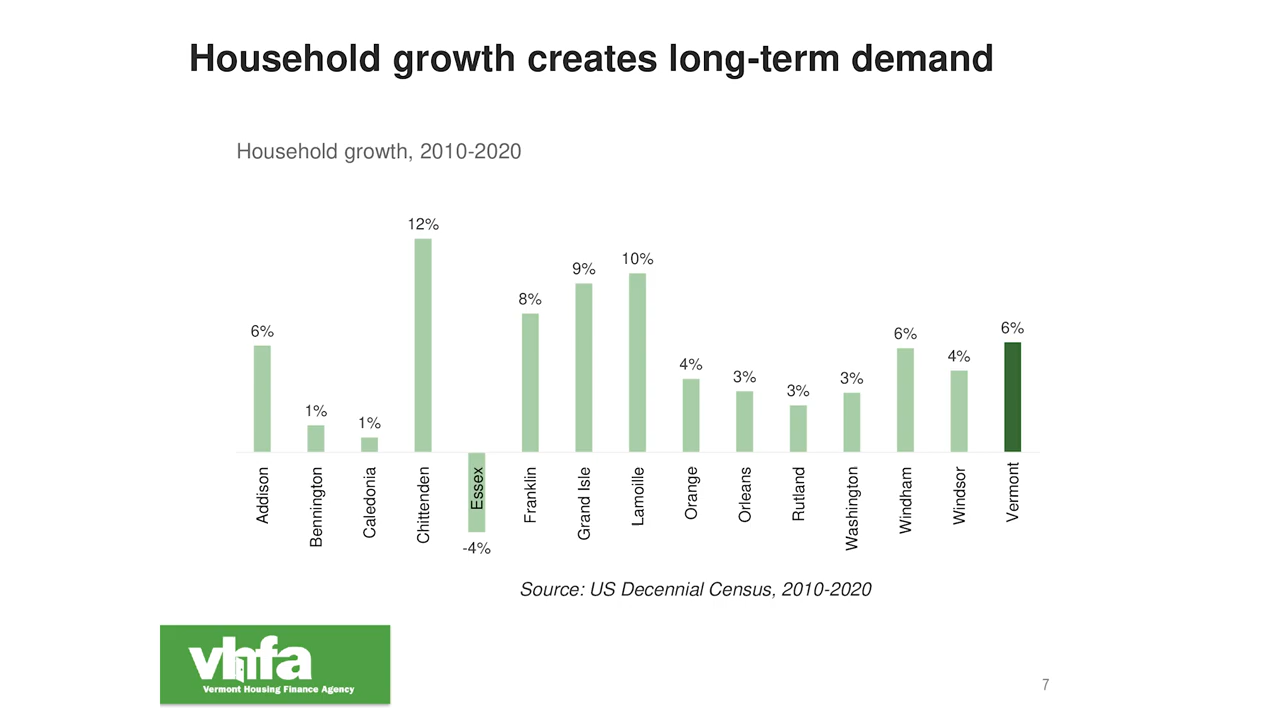 Household growth creates long-term demand
Household growth, 2010-2020
6%
1%
1%
12%
-4%
8%
9%
10%
4%
3%
3%
3%
6%
4%
6%
Addison
Bennington
Caledonia
Chittenden
Essex
Franklin
Grand Isle
Lamoille
Orange
Orleans
Rutland
Washington
Windham
Windsor
Vermont
Source: US Decennial Census, 2010-2020
vhfa
Vermont Housing Finance Agency
7